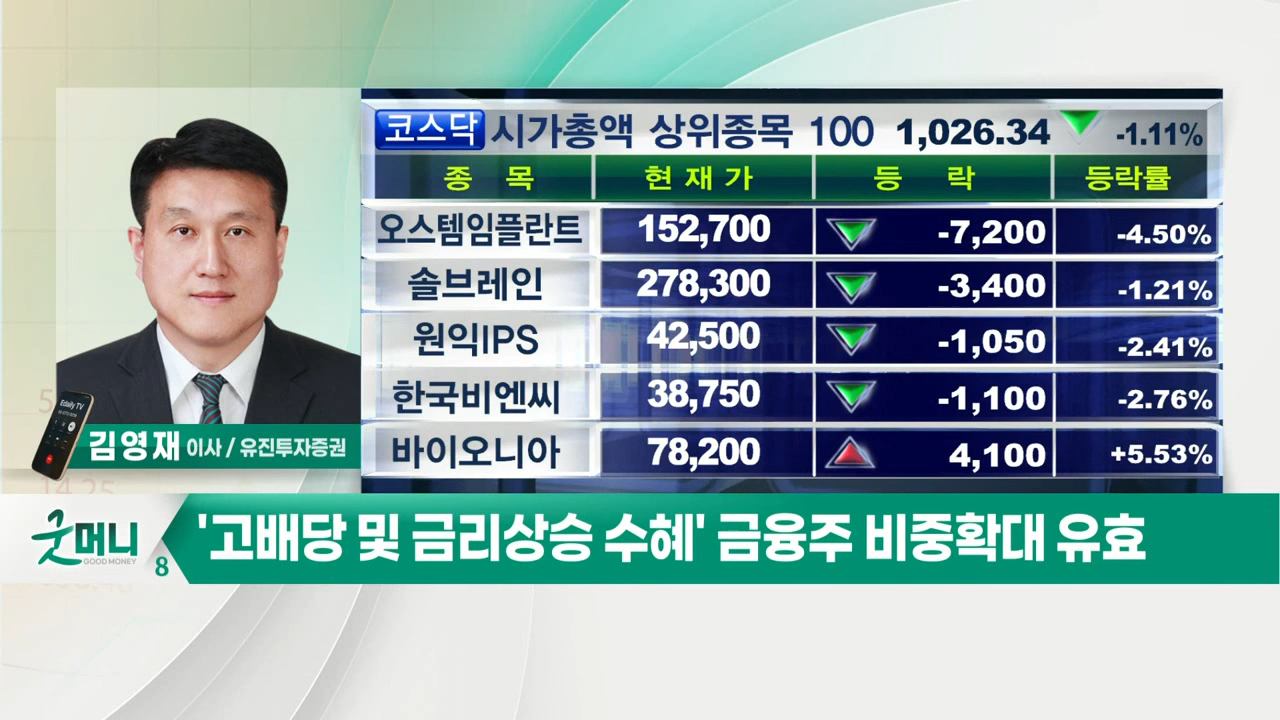 코스닥 시가총액 상위종목 100 1,026.34 -1.11%
종 목 현 재 가 등 락 등락률
오스템임플란트 152,700 -7,200 -4.50%
솔브레인 278,300 -3,400 -1.21%
원익IPS 42,500 -1,050 -2.41%
한국비엔씨 38,750 -1,100 -2.76%
바이오니아 78,200 4,100 +5.53%
Edaily TV
김영재 이사 / 유진투자증권
14.25
굿머니
GOOD MONEY
8
'고배당 및 금리상승 수혜' 금융주 비중확대 유효